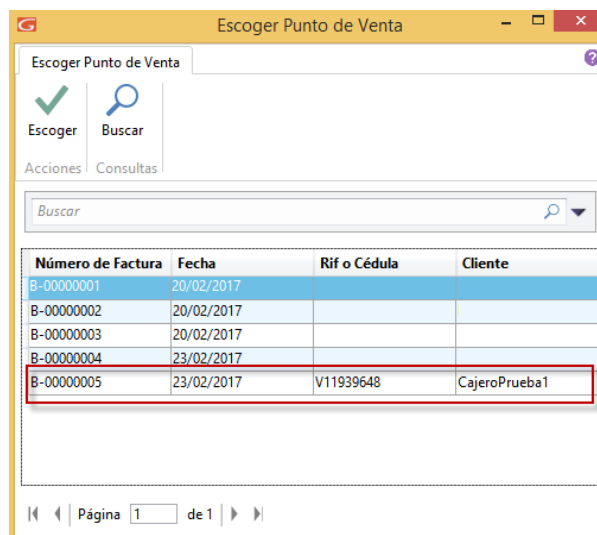 G Escoger Punto de Venta
Escoger Punto de Venta ?
Escoger Buscar
Acciones Consultas
Buscar
Número de Factura Fecha Rif o Cédula Cliente
B-00000001 20/02/2017
B-00000002 20/02/2017
B-00000003 20/02/2017
B-00000004 23/02/2017
B-00000005 23/02/2017 V11939648 CajeroPrueba1
Página 1 de 1